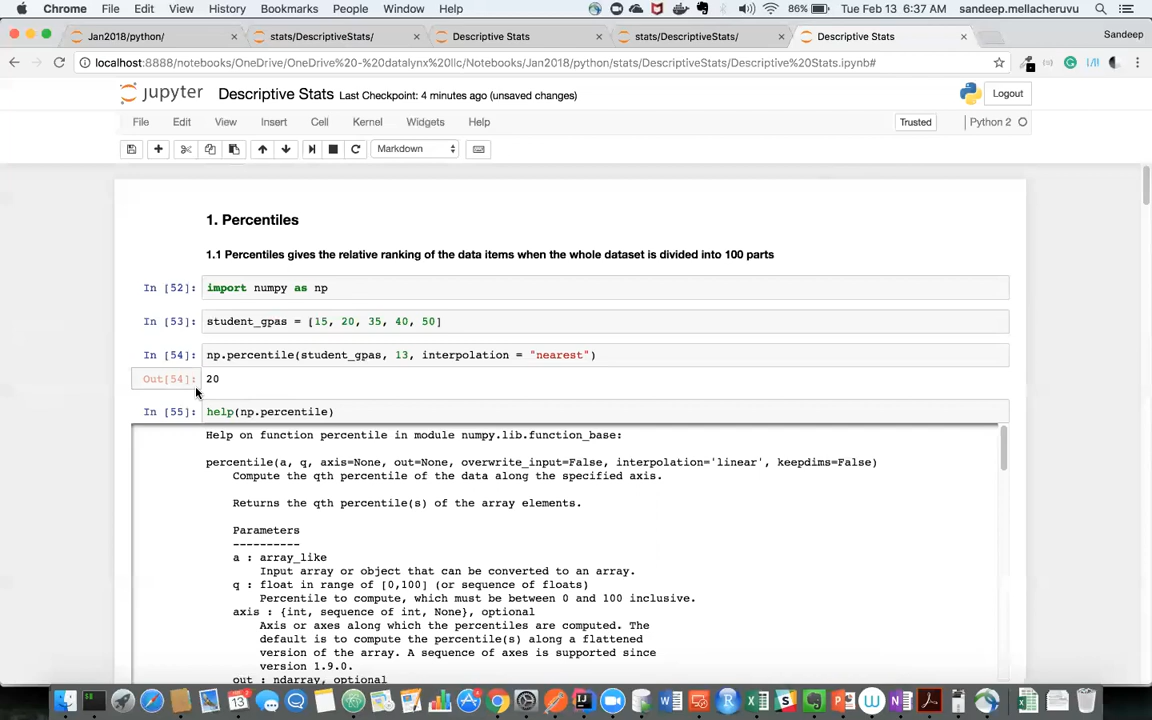 Chrome File Edit View History Bookmarks People Window Help 86% Tue Feb 13 6:37 AM sandeep.mellacheruvu
Jan2018/python/ stats/DescriptiveStats/ Descriptive Stats stats/DescriptiveStats/ Descriptive Stats Sandeep
localhost:8888/notebooks/OneDrive/OneDrive%20-%20datalynx%20llc/Notebooks/Jan2018/python/stats/DescriptiveStats/Descriptive%20Stats.ipynb#
jupyter Descriptive Stats Last Checkpoint: 4 minutes ago (unsaved changes) Logout
File Edit View Insert Cell Kernel Widgets Help Trusted Python 2
Markdown
1. Percentiles
1.1 Percentiles gives the relative ranking of the data items when the whole dataset is divided into 100 parts
In [52]: import numpy as np
In [53]: student_gpas = [15, 20, 35, 40, 50]
In [54]: np.percentile(student_gpas, 13, interpolation = "nearest")
Out[54]: 20
In [55]: help(np.percentile)
Help on function percentile in module numpy.lib.function_base:
percentile(a, q, axis=None, out=None, overwrite_input=False, interpolation='linear', keepdims=False)
Compute the qth percentile of the data along the specified axis.
Returns the qth percentile(s) of the array elements.
Parameters
----------
a : array_like
Input array or object that can be converted to an array.
q : float in range of [0,100] (or sequence of floats)
Percentile to compute, which must be between 0 and 100 inclusive.
axis : {int, sequence of int, None}, optional
Axis or axes along which the percentiles are computed. The
default is to compute the percentile(s) along a flattened
version of the array. A sequence of axes is supported since
version 1.9.0.
out : ndarray, optional